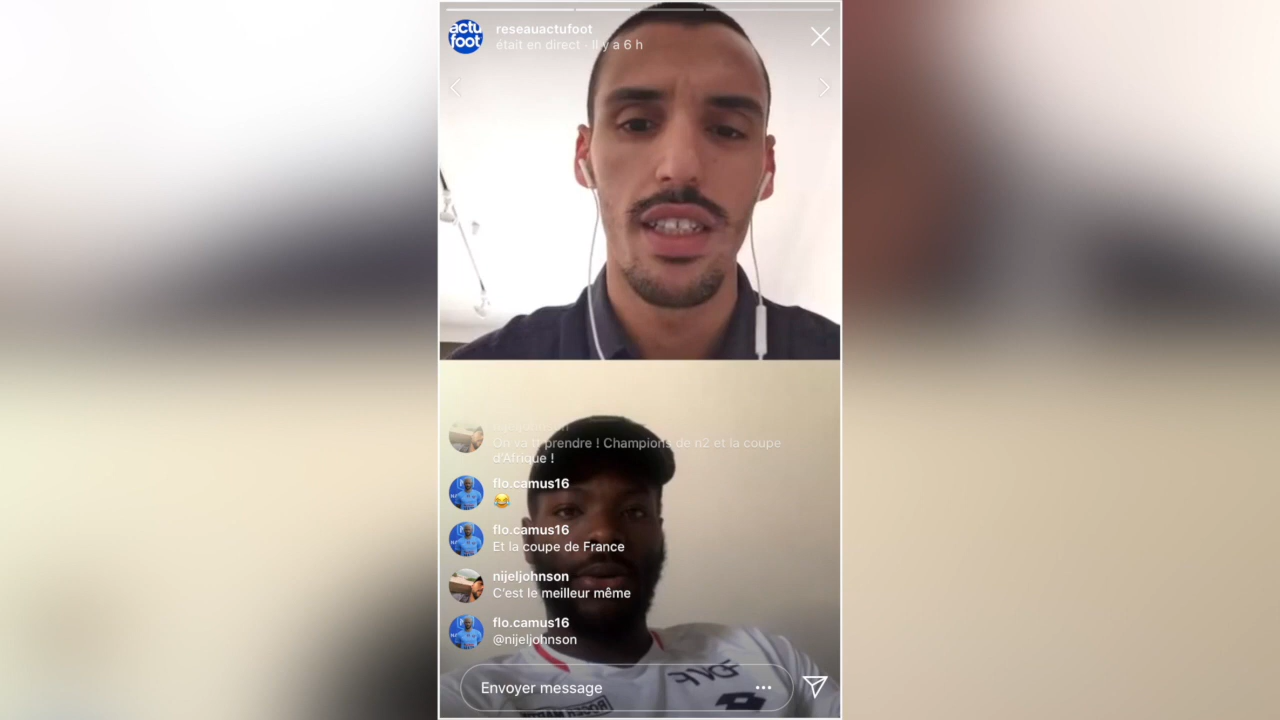 actu
foot
reseauactufoot
était en direct · Il y a 6 h
On va tt prendre ! Champions de n2 et la coupe
d'Afrique !
flo.camus16
😂
flo.camus16
Et la coupe de France
nijeljohnson
C'est le meilleur même
flo.camus16
@nijeljohnson
Envoyer message